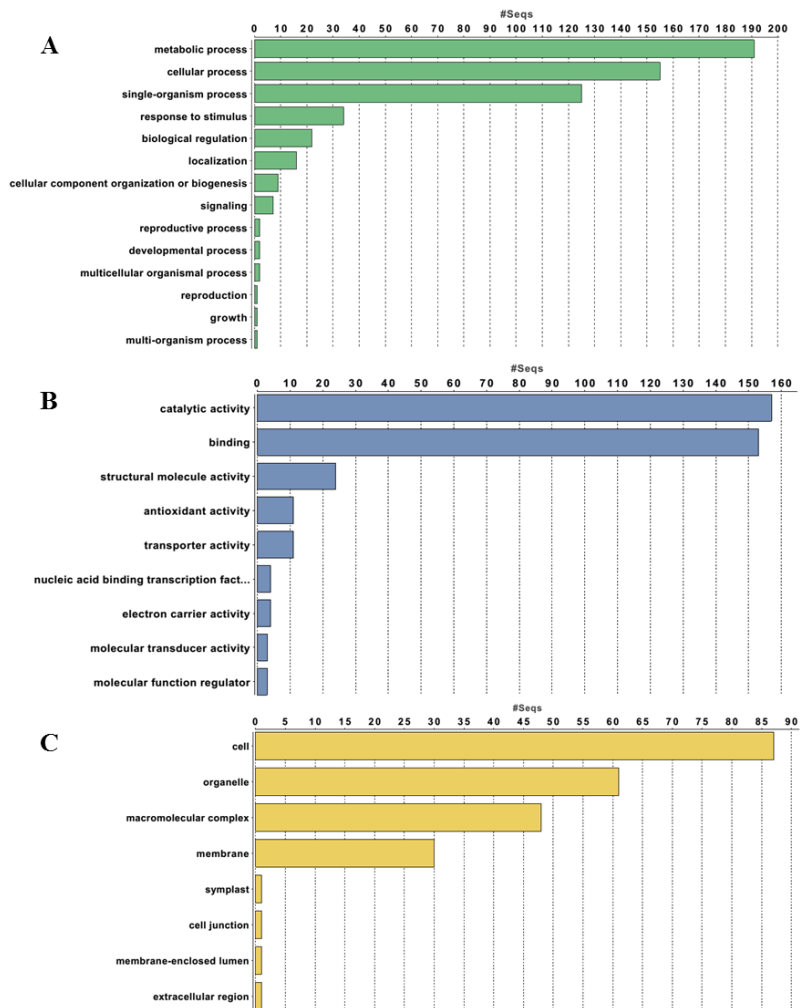 #Seqs
A
0 10 20 30 40 50 60 70 80 90 100 110 120 130 140 150 160 170 180 190 200
metabolic process
cellular process
single-organism process
response to stimulus
biological regulation
localization
cellular component organization or biogenesis
signaling
reproductive process
developmental process
multicellular organismal process
reproduction
growth
multi-organism process
#Seqs
B
0 10 20 30 40 50 60 70 80 90 100 110 120 130 140 150 160
catalytic activity
binding
structural molecule activity
antioxidant activity
transporter activity
nucleic acid binding transcription fact...
electron carrier activity
molecular transducer activity
molecular function regulator
#Seqs
C
0 5 10 15 20 25 30 35 40 45 50 55 60 65 70 75 80 85 90
cell
organelle
macromolecular complex
membrane
symplast
cell junction
membrane-enclosed lumen
extracellular region